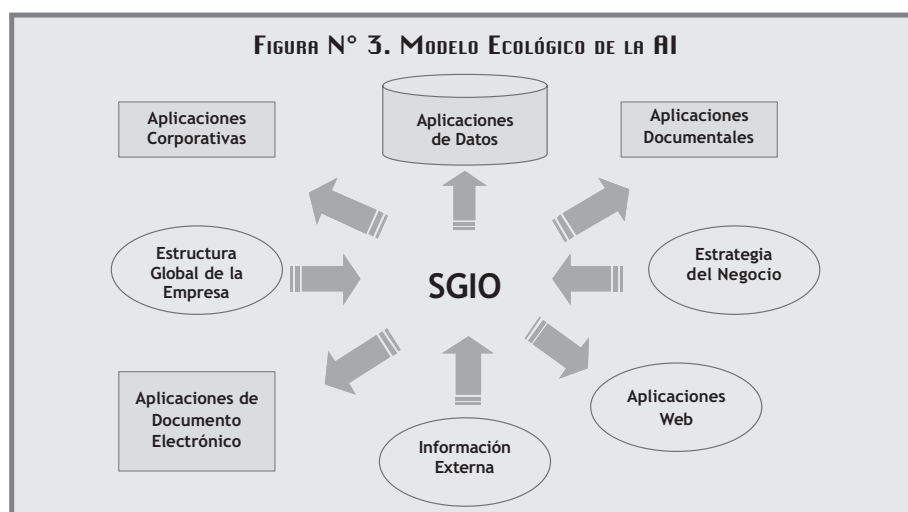 FIGURA N° 3. MODELO ECOLÓGICO DE LA AI
Aplicaciones
Corporativas
Aplicaciones
de Datos
Aplicaciones
Documentales
Estructura
Global de la
Empresa
SGIO
Estrategia
del Negocio
Aplicaciones de
Documento
Electrónico
Información
Externa
Aplicaciones
Web